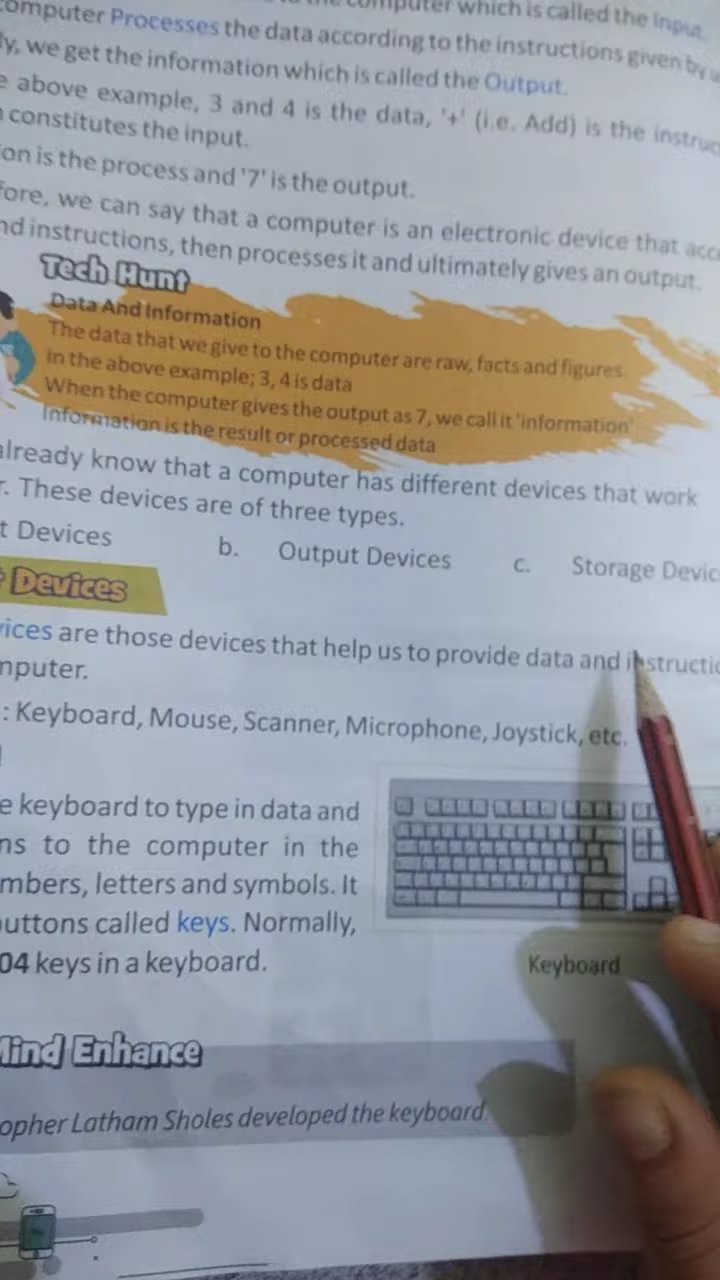 computer which is called the Input.
omputer Processes the data according to the instructions given by
ly, we get the information which is called the Output.
e above example, 3 and 4 is the data, '+' (i.e. Add) is the instruc
constitutes the input.
on is the process and '7' is the output.
fore, we can say that a computer is an electronic device that acc
nd instructions, then processes it and ultimately gives an output.
Tech Hunt
Data And Information
The data that we give to the computer are raw, facts and figures.
in the above example; 3, 4 is data
When the computer gives the output as 7, we call it 'information'
Information is the result or processed data
already know that a computer has different devices that work
r. These devices are of three types.
t Devices b. Output Devices c. Storage Devic
Devices
vices are those devices that help us to provide data and instructio
mputer.
: Keyboard, Mouse, Scanner, Microphone, Joystick, etc.
e keyboard to type in data and
ns to the computer in the
mbers, letters and symbols. It
uttons called keys. Normally,
04 keys in a keyboard.
Keyboard
Mind Enhance
opher Latham Sholes developed the keyboard.